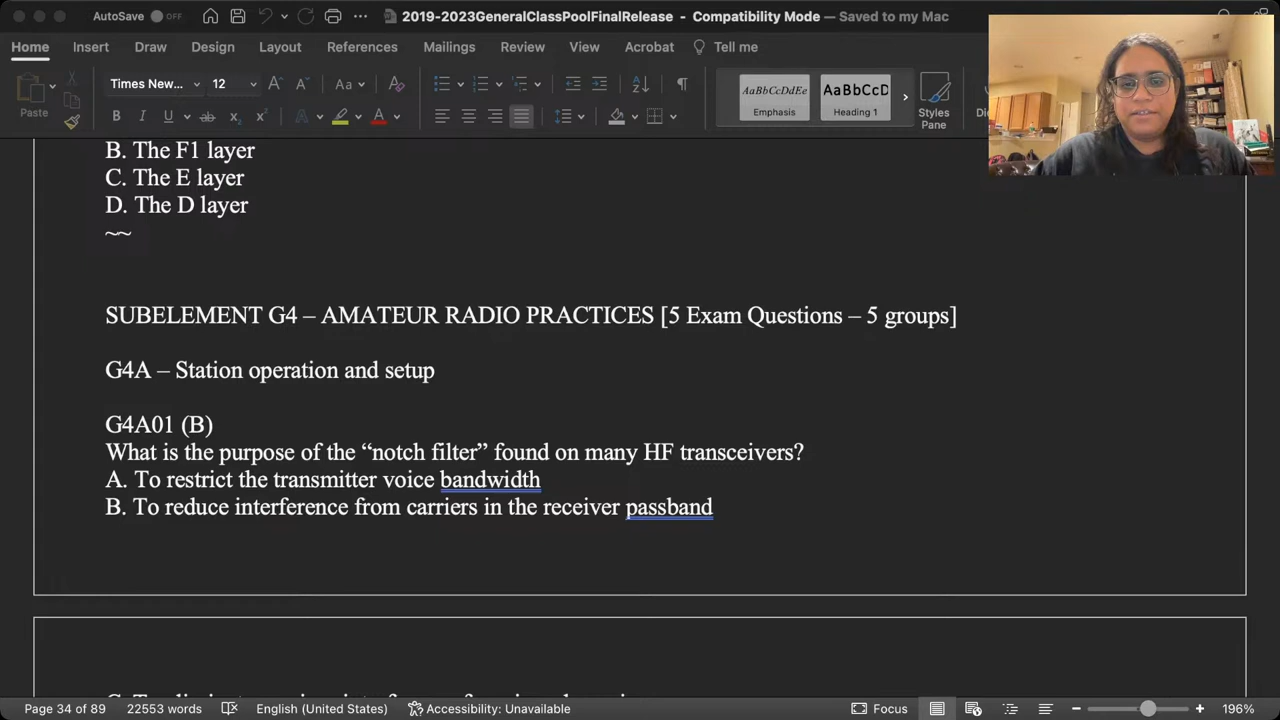 AutoSave OFF 2019-2023GeneralClassPoolFinalRelease - Compatibility Mode — Saved to my Mac
Home Insert Draw Design Layout References Mailings Review View Acrobat Tell me
Paste Times New... 12 AaBbCcDdEe Emphasis AaBbCcD Heading 1 Styles Pane
B. The F1 layer
C. The E layer
D. The D layer
~~
SUBELEMENT G4 – AMATEUR RADIO PRACTICES [5 Exam Questions – 5 groups]
G4A – Station operation and setup
G4A01 (B)
What is the purpose of the “notch filter” found on many HF transceivers?
A. To restrict the transmitter voice bandwidth
B. To reduce interference from carriers in the receiver passband
Page 34 of 89 22553 words English (United States) Accessibility: Unavailable Focus 196%